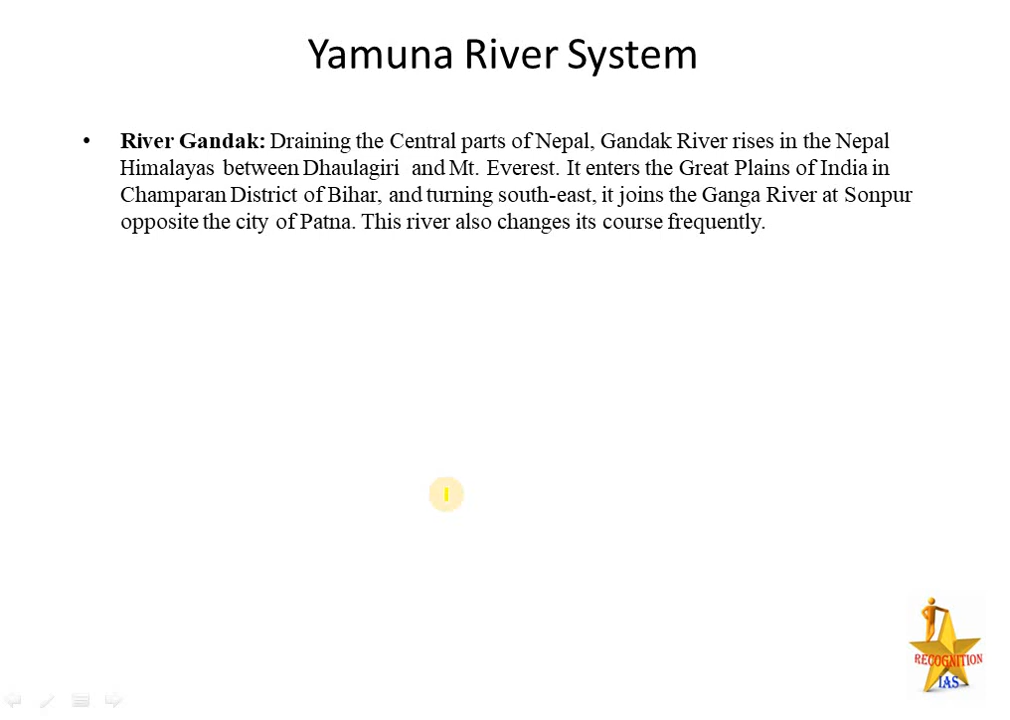 Yamuna River System
• River Gandak: Draining the Central parts of Nepal, Gandak River rises in the Nepal
Himalayas between Dhaulagiri and Mt. Everest. It enters the Great Plains of India in
Champaran District of Bihar, and turning south-east, it joins the Ganga River at Sonpur
opposite the city of Patna. This river also changes its course frequently.
RECOGNITION
IAS